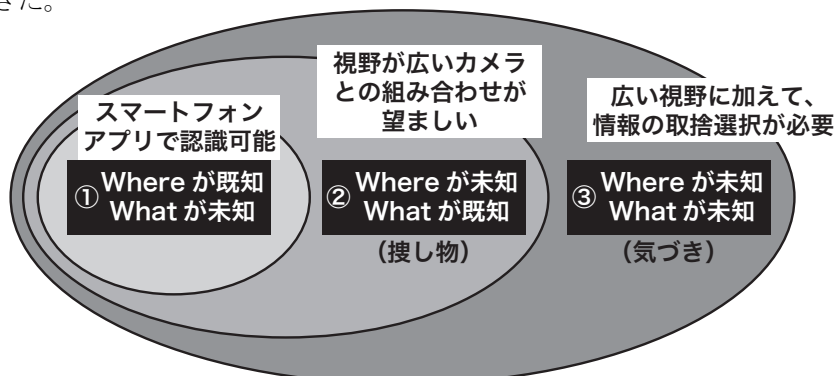 きた。
スマートフォン
アプリで認識可能
① Where が既知
What が未知
視野が広いカメラ
との組み合わせが
望ましい
② Where が未知
What が既知
（捜し物）
広い視野に加えて、
情報の取捨選択が必要
③ Where が未知
What が未知
（気づき）